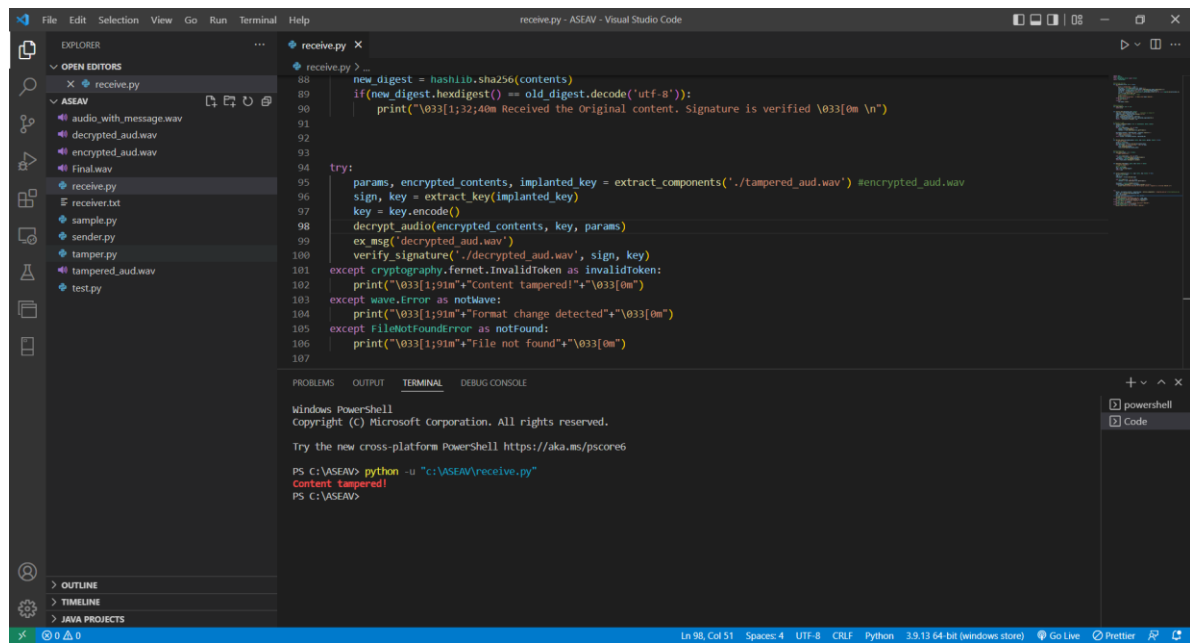 File Edit Selection View Go Run Terminal Help
receive.py - ASEAV - Visual Studio Code
EXPLORER
OPEN EDITORS
receive.py
ASEAV
audio_with_message.wav
decrypted_aud.wav
encrypted_aud.wav
Final.wav
receive.py
receiver.txt
sample.py
sender.py
tamper.py
tampered_aud.wav
test.py
OUTLINE
TIMELINE
JAVA PROJECTS
receive.py
receive.py > ...
88 new_digest = hashlib.sha256(contents)
89 if(new_digest.hexdigest() == old_digest.decode('utf-8')):
90 print("\033[1;32;40m Received the Original content. Signature is verified \033[0m \n")
91
92
93
94 try:
95 params, encrypted_contents, implanted_key = extract_components('./tampered_aud.wav') #encrypted_aud.wav
96 sign, key = extract_key(implanted_key)
97 key = key.encode()
98 decrypt_audio(encrypted_contents, key, params)
99 ex_msg('decrypted_aud.wav')
100 verify_signature('./decrypted_aud.wav', sign, key)
101 except cryptography.fernet.InvalidToken as invalidToken:
102 print("\033[1;91m"+"Content tampered!"+"\033[0m")
103 except wave.Error as notWave:
104 print("\033[1;91m"+"Format change detected"+"\033[0m")
105 except FileNotFoundError as notFound:
106 print("\033[1;91m"+"File not found"+"\033[0m")
107
PROBLEMS OUTPUT TERMINAL DEBUG CONSOLE
Windows PowerShell
Copyright (C) Microsoft Corporation. All rights reserved.
Try the new cross-platform PowerShell https://aka.ms/pscore6
PS C:\ASEAV> python -u "c:\ASEAV\receive.py"
Content tampered!
PS C:\ASEAV>
powershell
Code
0 0
Ln 98, Col 51 Spaces: 4 UTF-8 CRLF Python 3.9.13 64-bit (windows store) Go Live Prettier